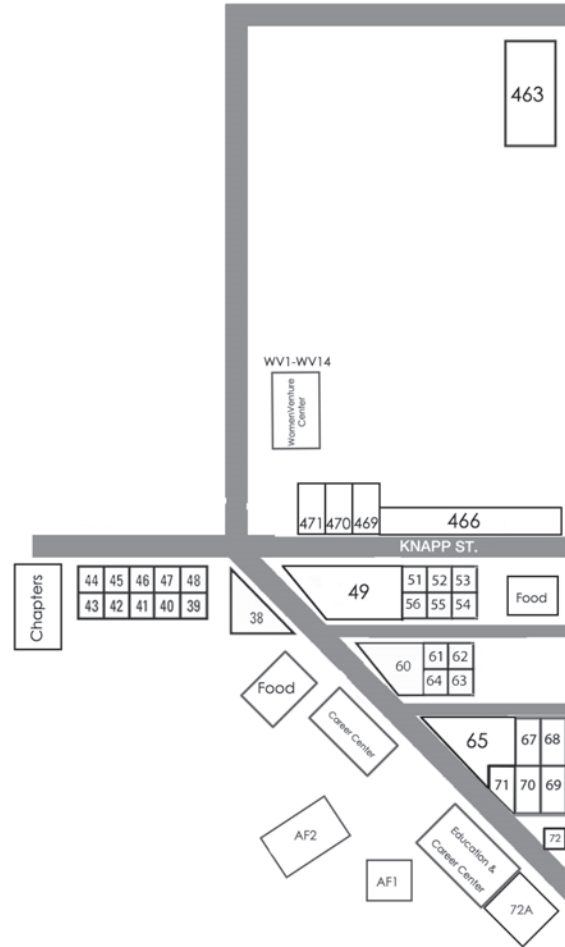 463
WV1-WV14
WomenVenture
Center
471 470 469 466
KNAPP ST.
Chapters
44 45 46 47 48
43 42 41 40 39
38
49
51 52 53
56 55 54
Food
60
61 62
64 63
Food
Career Center
65
67 68
71 70 69
72
AF2
AF1
Education &
Career Center
72A